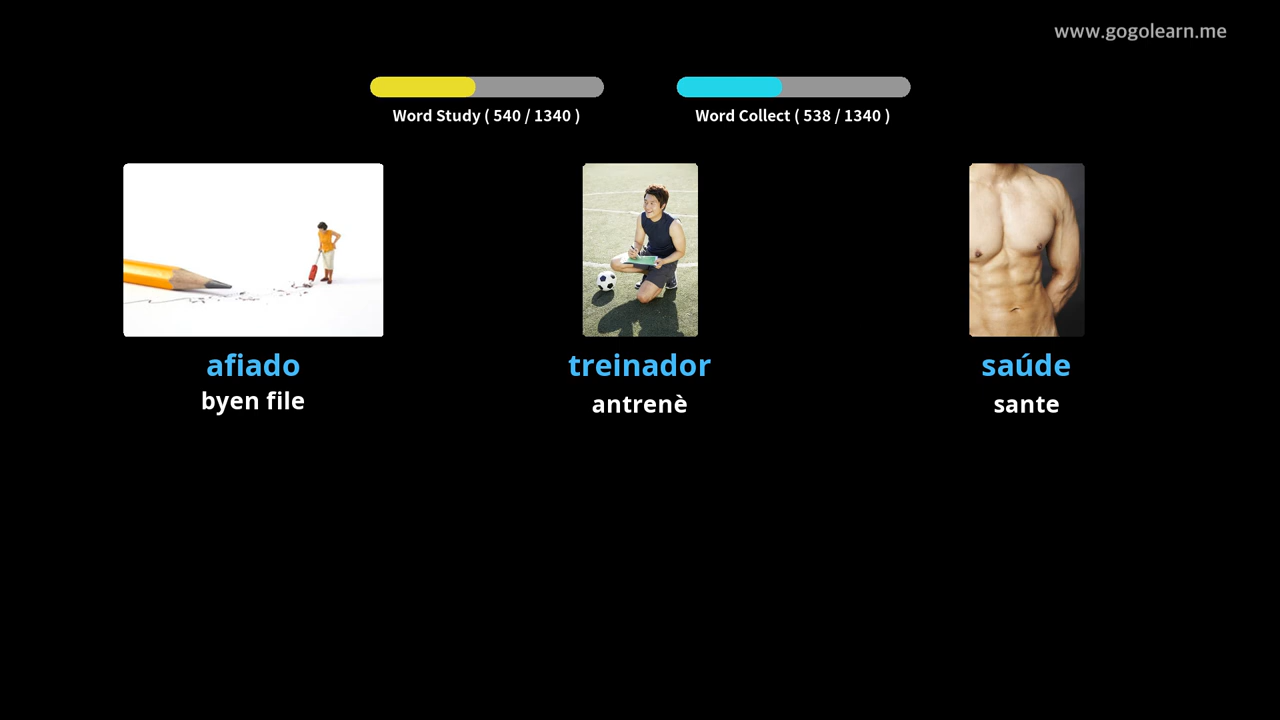 www.gogolearn.me
Word Study ( 540 / 1340 )
Word Collect ( 538 / 1340 )
afiado
byen file
treinador
antrenè
saúde
sante